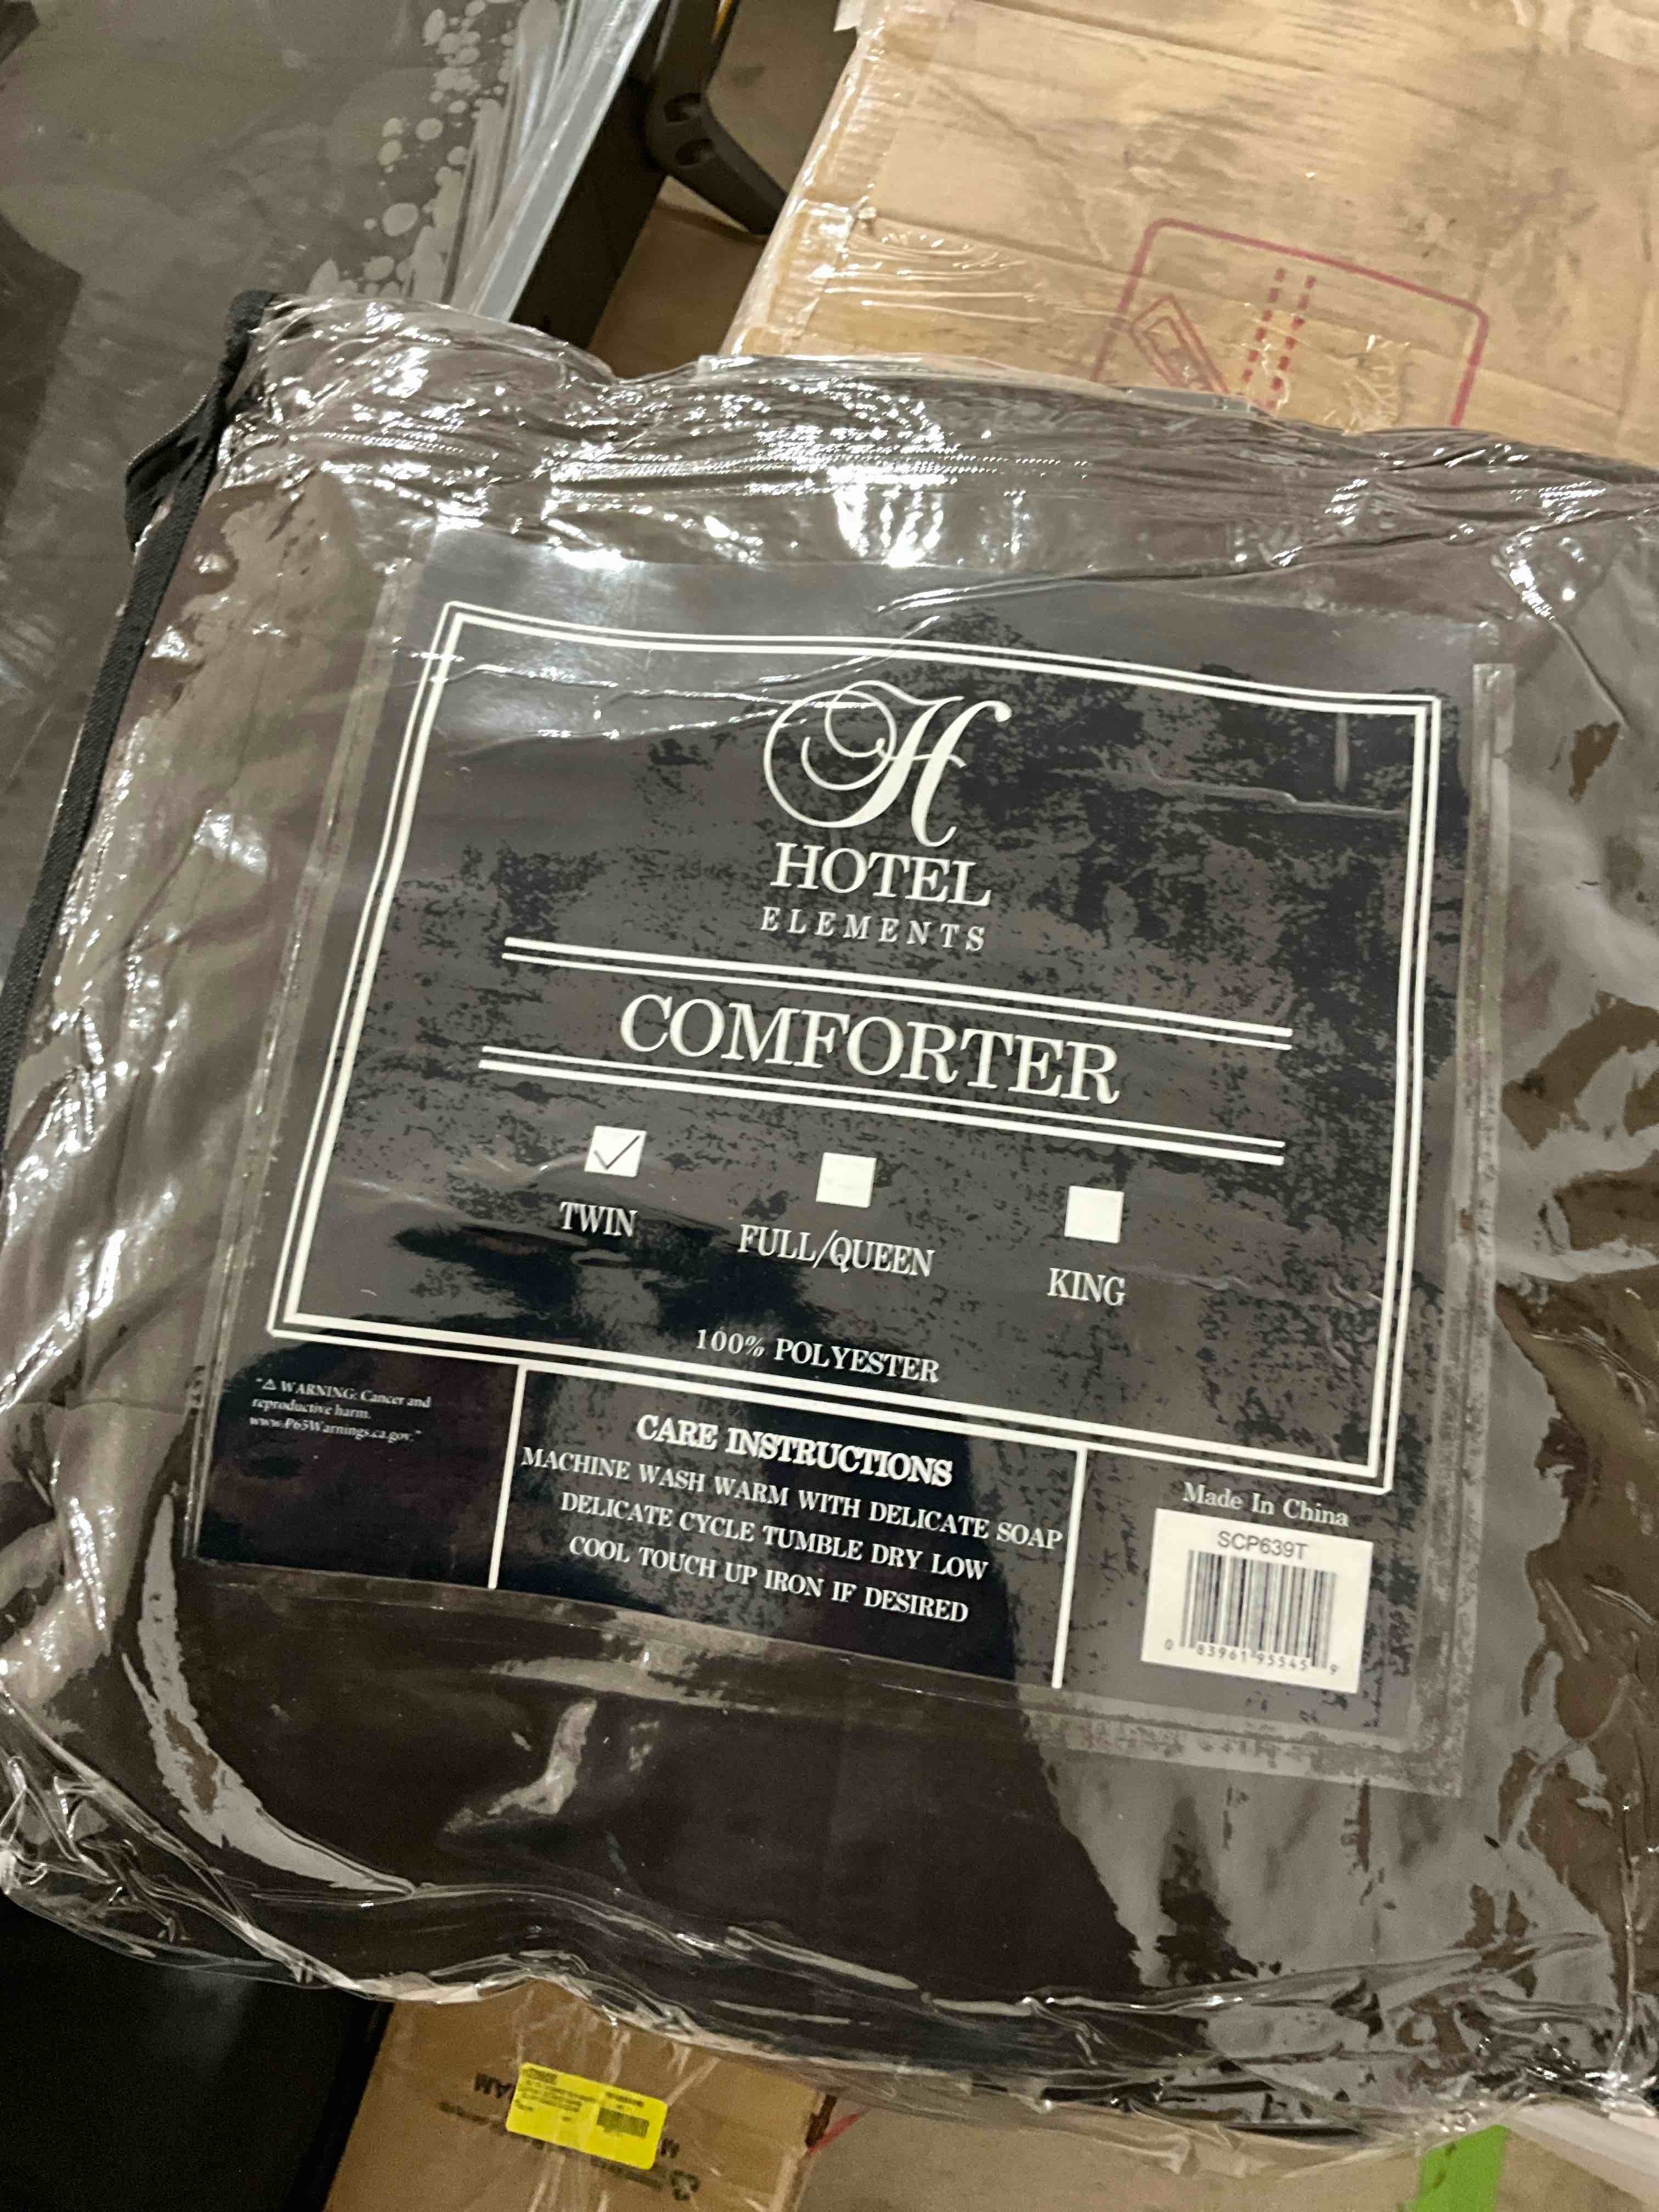 H
HOTEL
ELEMENTS
COMFORTER
TWIN
FULL/QUEEN
KING
100% POLYESTER
"⚠ WARNING: Cancer and
reproductive harm.
www.P65Warnings.ca.gov."
CARE INSTRUCTIONS
MACHINE WASH WARM WITH DELICATE SOAP
DELICATE CYCLE TUMBLE DRY LOW
COOL TOUCH UP IRON IF DESIRED
Made In China
SCP639T
0 83961 95545 9